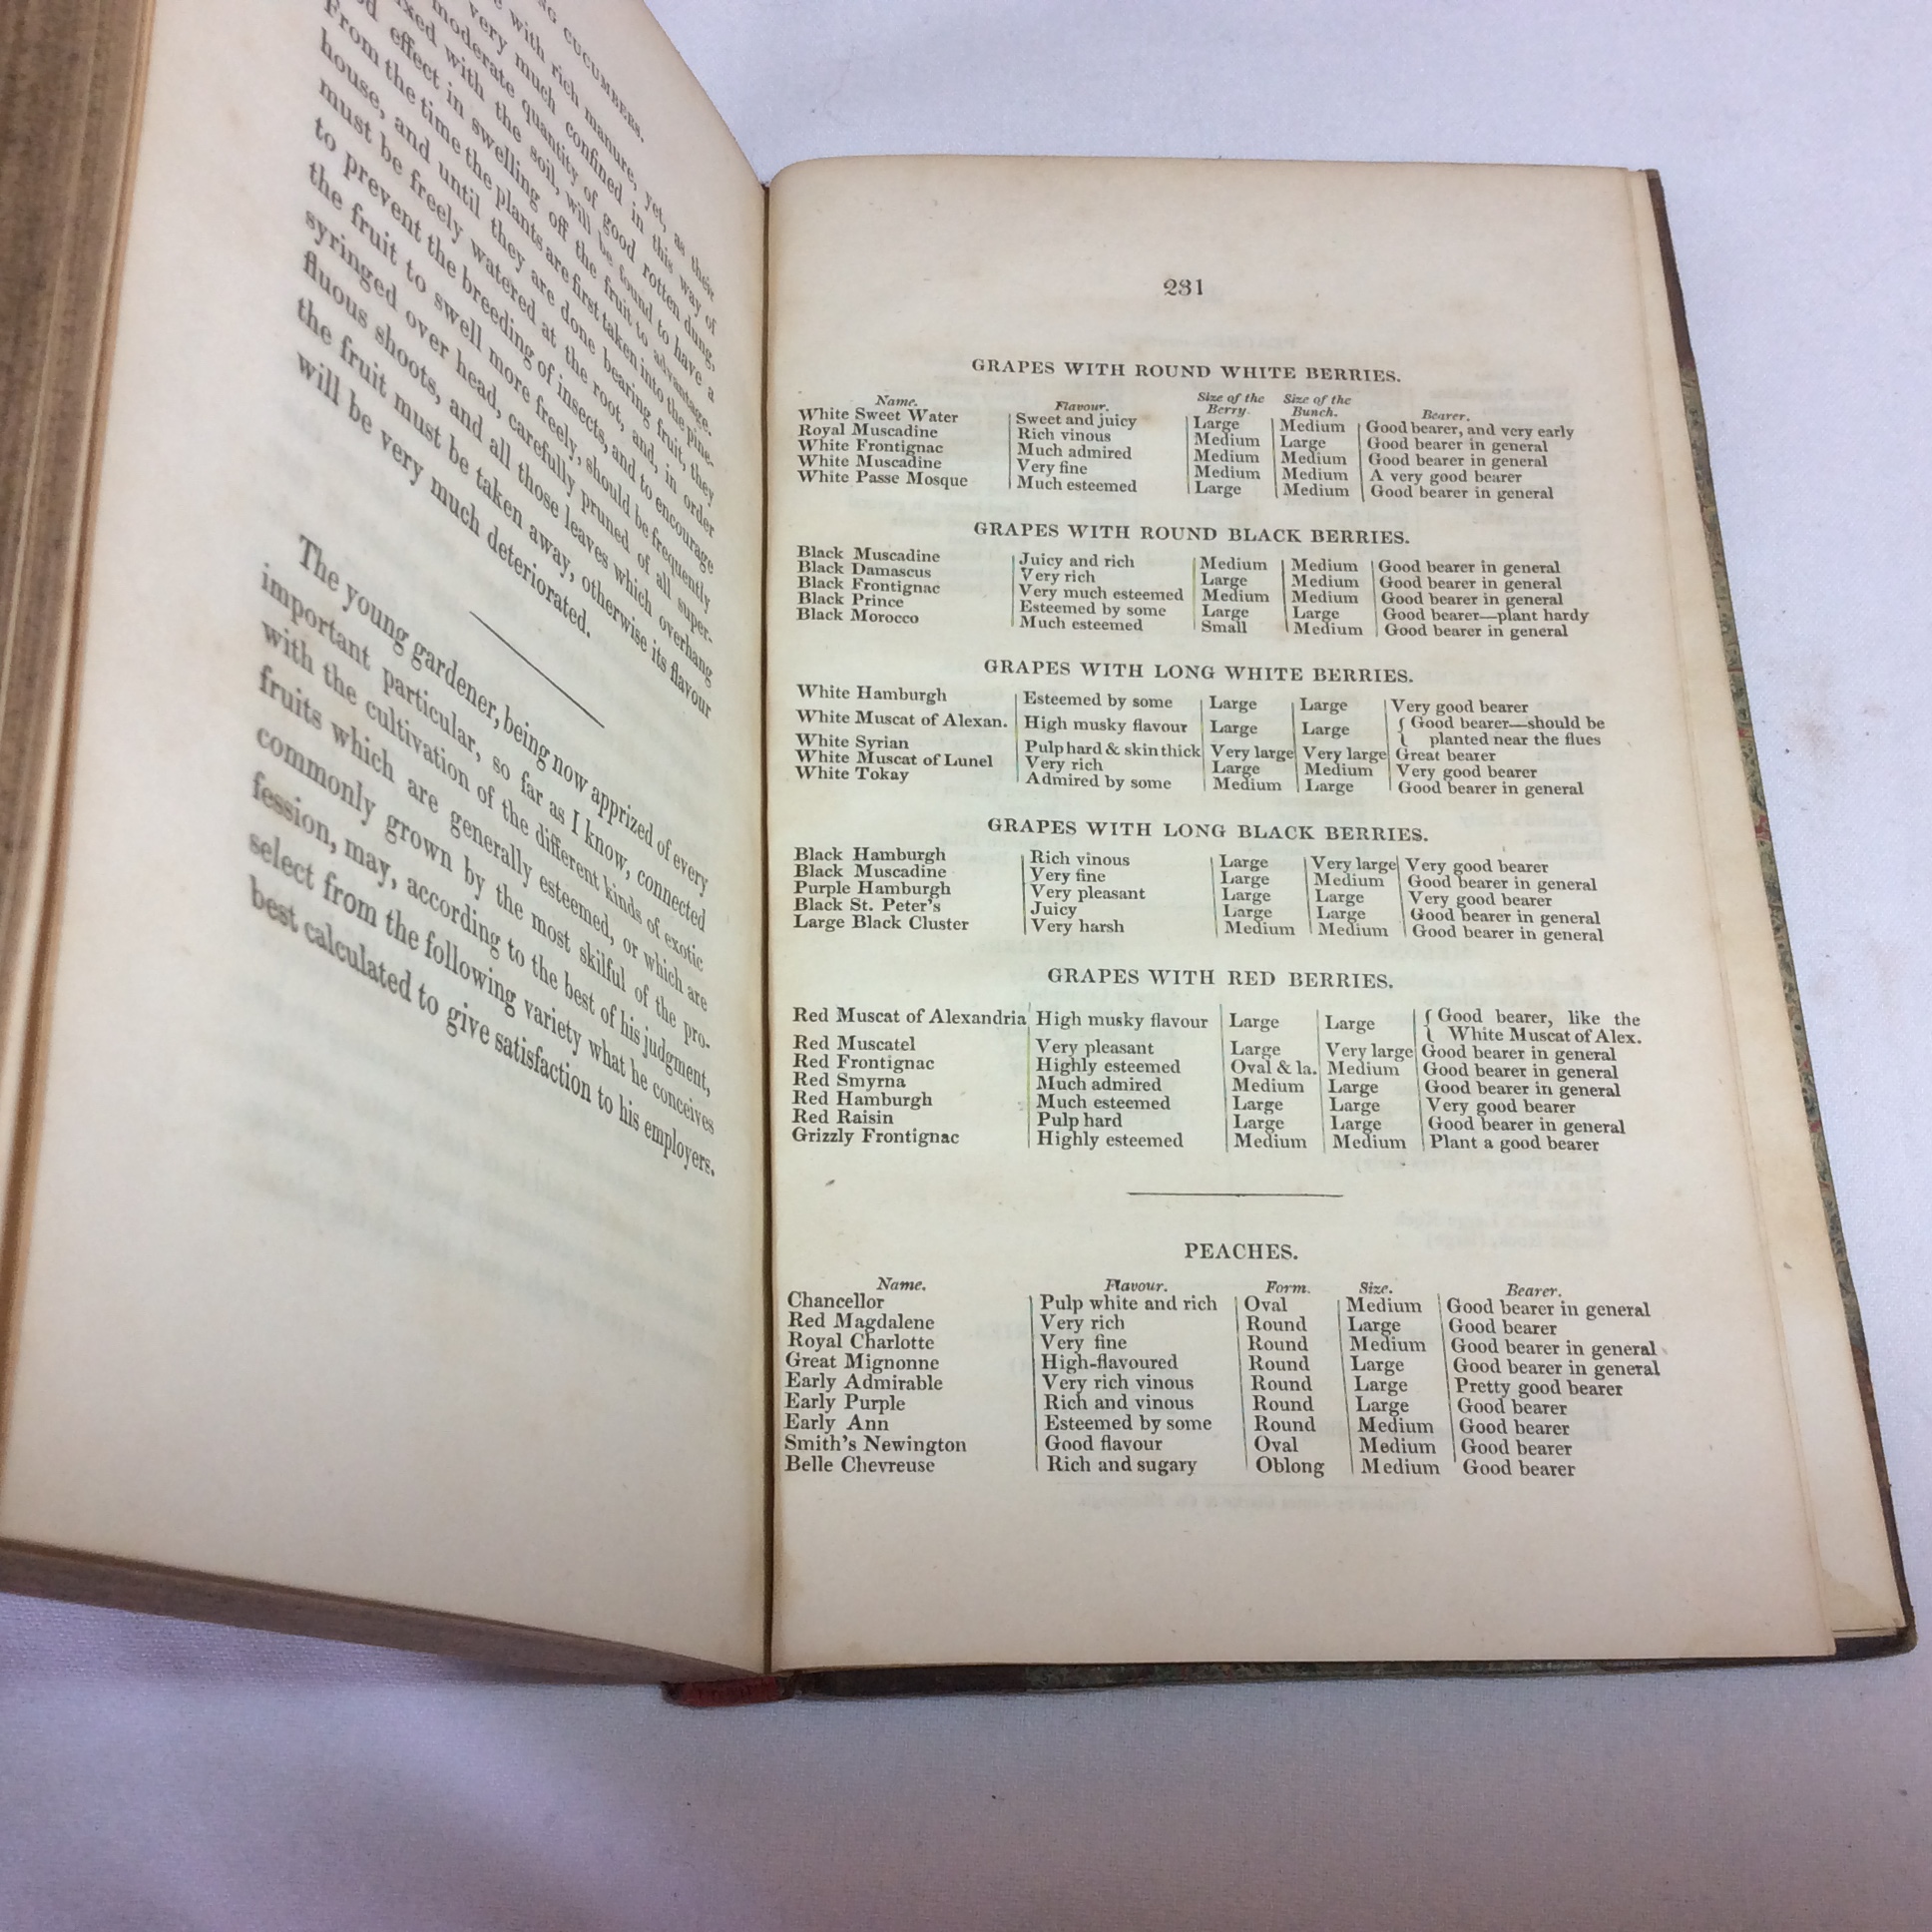 NG CUCUMBERS.
with rich manure, yet, as their
very much confined in this way of
moderate quantity of good rotten dung,
with the soil, will be found to have a
effect in swelling off the fruit to advantage.
From the time the plants are first taken into the pine-
house, and until they are done bearing fruit, they
must be freely watered at the root, and, in order
to prevent the breeding of insects, and to encourage
the fruit to swell more freely, should be frequently
syringed over head, carefully pruned of all super-
fluous shoots, and all those leaves which overhang
the fruit must be taken away, otherwise its flavour
will be very much deteriorated.
The young gardener, being now apprized of every
important particular, so far as I know, connected
with the cultivation of the different kinds of exotic
fruits which are generally esteemed, or which are
commonly grown by the most skilful of the pro-
fession, may, according to the best of his judgment,
select from the following variety what he conceives
best calculated to give satisfaction to his employers.
231
GRAPES WITH ROUND WHITE BERRIES.
Name. Flavour. Size of the Berry. Size of the Bunch. Bearer.
White Sweet Water Sweet and juicy Large Medium Good bearer, and very early
Royal Muscadine Rich vinous Medium Large Good bearer in general
White Frontignac Much admired Medium Medium Good bearer in general
White Muscadine Very fine Medium Medium A very good bearer
White Passe Mosque Much esteemed Large Medium Good bearer in general
GRAPES WITH ROUND BLACK BERRIES.
Black Muscadine Juicy and rich Medium Medium Good bearer in general
Black Damascus Very rich Large Medium Good bearer in general
Black Frontignac Very much esteemed Medium Medium Good bearer in general
Black Prince Esteemed by some Large Large Good bearer—plant hardy
Black Morocco Much esteemed Small Medium Good bearer in general
GRAPES WITH LONG WHITE BERRIES.
White Hamburgh Esteemed by some Large Large Very good bearer
White Muscat of Alexan. High musky flavour Large Large { Good bearer—should be
planted near the flues
White Syrian Pulp hard & skin thick Very large Very large Great bearer
White Muscat of Lunel Very rich Large Medium Very good bearer
White Tokay Admired by some Medium Large Good bearer in general
GRAPES WITH LONG BLACK BERRIES.
Black Hamburgh Rich vinous Large Very large Very good bearer
Black Muscadine Very fine Large Medium Good bearer in general
Purple Hamburgh Very pleasant Large Large Very good bearer
Black St. Peter's Juicy Large Large Good bearer in general
Large Black Cluster Very harsh Medium Medium Good bearer in general
GRAPES WITH RED BERRIES.
Red Muscat of Alexandria High musky flavour Large Large { Good bearer, like the
White Muscat of Alex.
Red Muscatel Very pleasant Large Very large Good bearer in general
Red Frontignac Highly esteemed Oval & la. Medium Good bearer in general
Red Smyrna Much admired Medium Large Good bearer in general
Red Hamburgh Much esteemed Large Large Very good bearer
Red Raisin Pulp hard Large Large Good bearer in general
Grizzly Frontignac Highly esteemed Medium Medium Plant a good bearer
PEACHES.
Name. Flavour. Form. Size. Bearer.
Chancellor Pulp white and rich Oval Medium Good bearer in general
Red Magdalene Very rich Round Large Good bearer
Royal Charlotte Very fine Round Medium Good bearer in general
Great Mignonne High-flavoured Round Large Good bearer in general
Early Admirable Very rich vinous Round Large Pretty good bearer
Early Purple Rich and vinous Round Large Good bearer
Early Ann Esteemed by some Round Medium Good bearer
Smith's Newington Good flavour Oval Medium Good bearer
Belle Chevreuse Rich and sugary Oblong Medium Good bearer